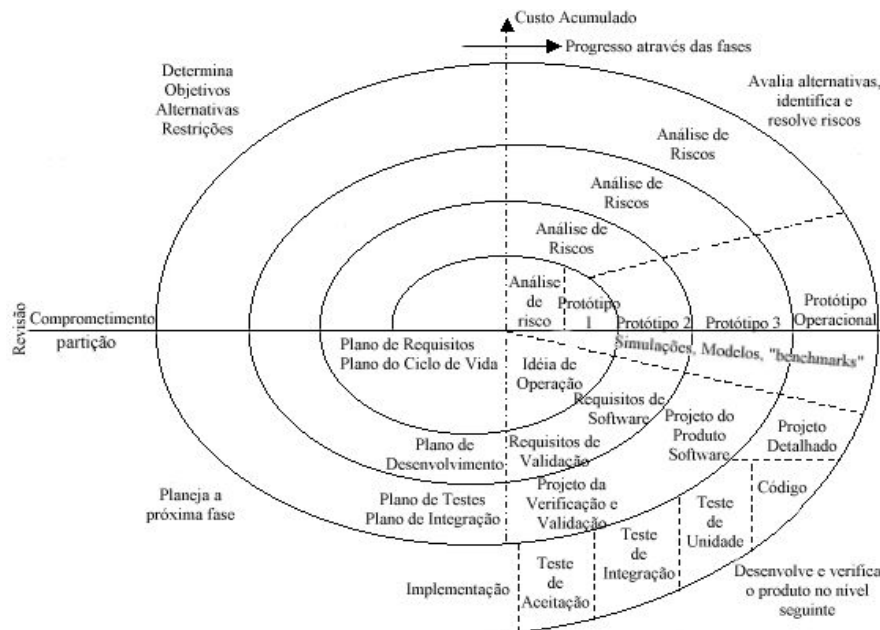 Custo Acumulado
Progresso através das fases
Determina
Objetivos
Alternativas
Restrições
Avalia alternativas,
identifica e
resolve riscos
Análise de
Riscos
Análise de
Riscos
Análise de
Riscos
Análise
de
risco
Protótipo
1
Protótipo 2
Protótipo 3
Protótipo
Operacional
Revisão
Comprometimento
partição
Simulações, Modelos, "benchmarks"
Plano de Requisitos
Plano do Ciclo de Vida
Idéia de
Operação
Requisitos de
Software
Projeto do
Produto
Software
Projeto
Detalhado
Plano de
Desenvolvimento
Requisitos de
Validação
Código
Planeja a
próxima fase
Plano de Testes
Plano de Integração
Projeto da
Verificação e
Validação
Teste
de
Unidade
Teste
de
Integração
Teste
de
Aceitação
Implementação
Desenvolve e verifica
o produto no nível
seguinte